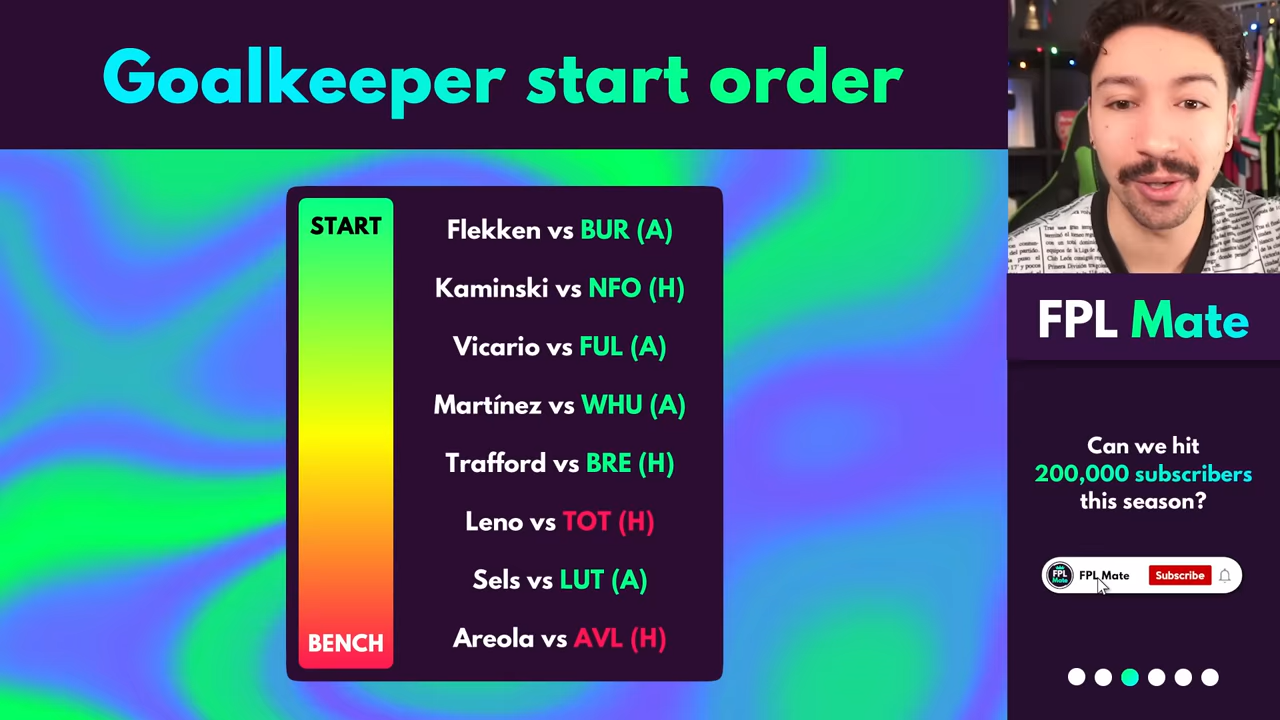 Goalkeeper start order
START
Flekken vs BUR (A)
Kaminski vs NFO (H)
Vicario vs FUL (A)
Martínez vs WHU (A)
Trafford vs BRE (H)
Leno vs TOT (H)
Sels vs LUT (A)
BENCH
Areola vs AVL (H)
FPL Mate
Can we hit
200,000 subscribers
this season?
FPL Mate
FPL Mate
Subscribe